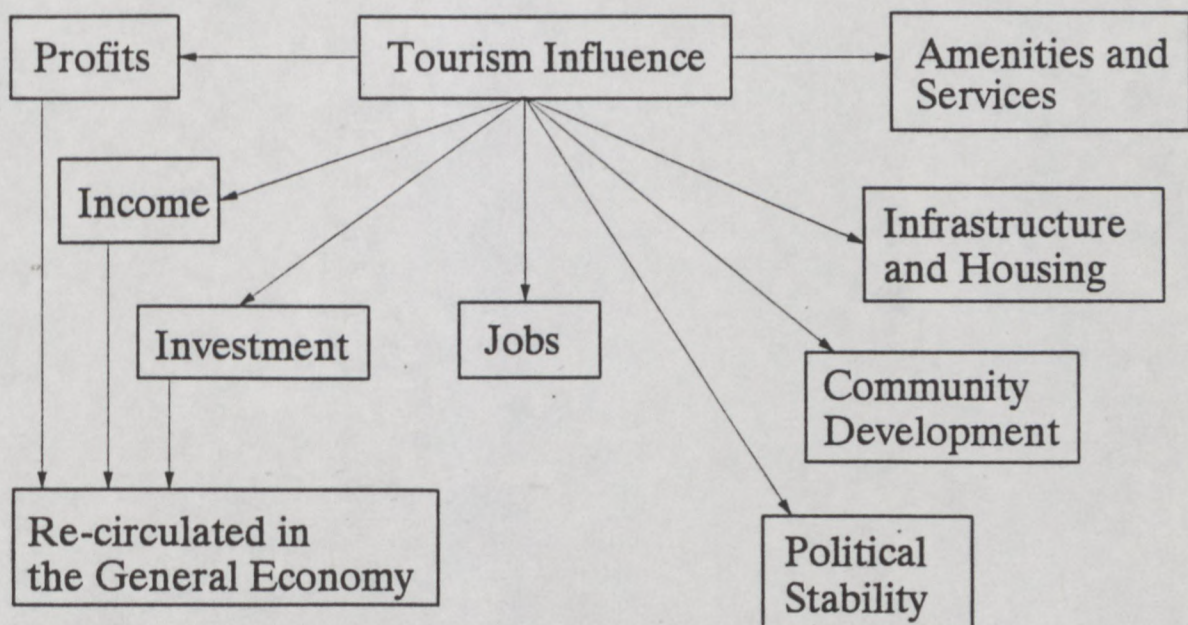 Profits
Tourism Influence
Amenities and
Services
Income
Infrastructure
and Housing
Investment
Jobs
Community
Development
Re-circulated in
the General Economy
Political
Stability